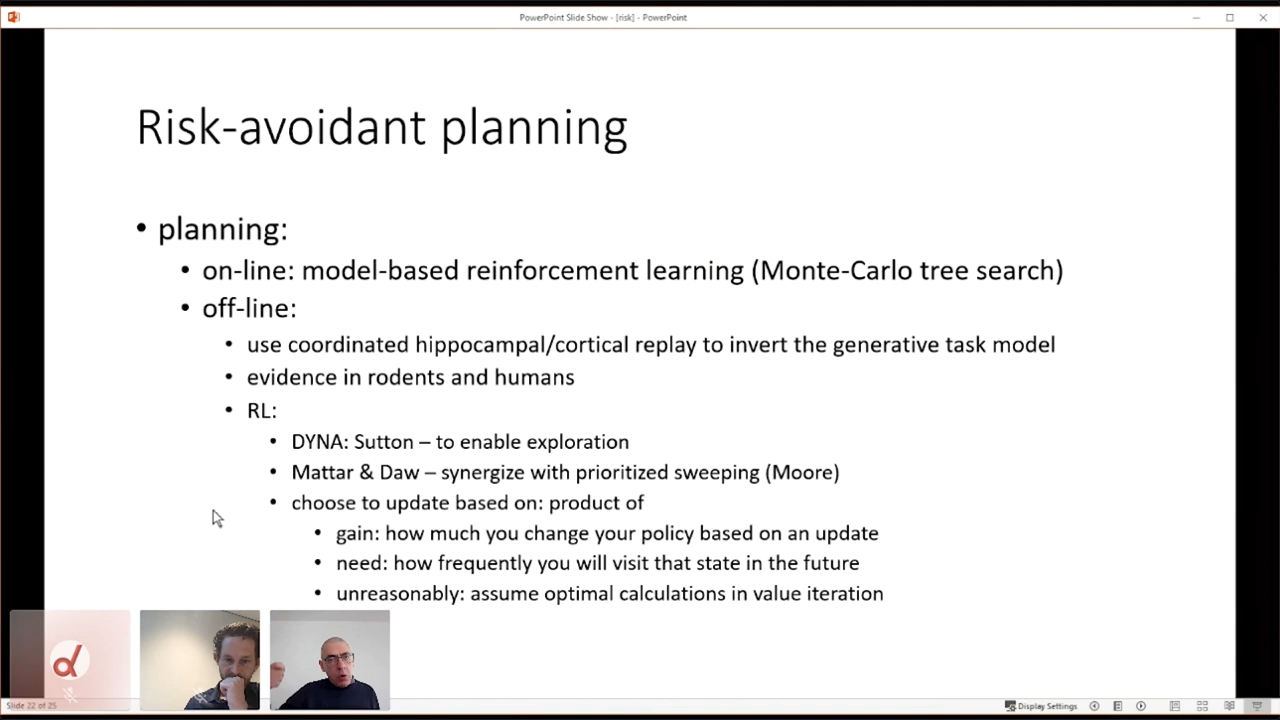 PowerPoint Slide Show - [risk] - PowerPoint
Risk-avoidant planning
• planning:
• on-line: model-based reinforcement learning (Monte-Carlo tree search)
• off-line:
• use coordinated hippocampal/cortical replay to invert the generative task model
• evidence in rodents and humans
• RL:
• DYNA: Sutton – to enable exploration
• Mattar & Daw – synergize with prioritized sweeping (Moore)
• choose to update based on: product of
• gain: how much you change your policy based on an update
• need: how frequently you will visit that state in the future
• unreasonably: assume optimal calculations in value iteration
d
Slide 22 of 25
Display Settings